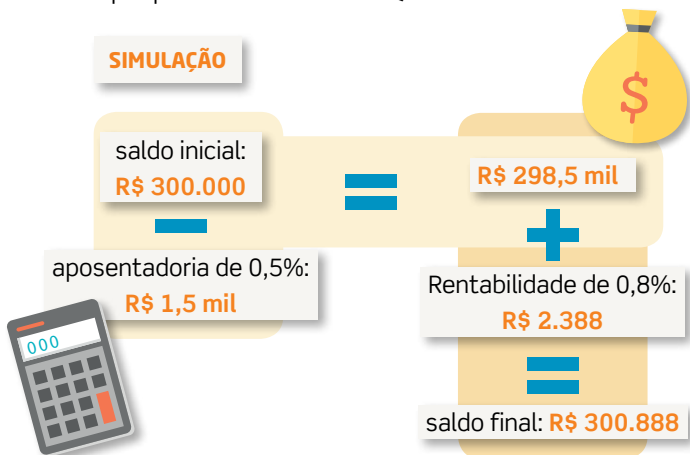 SIMULAÇÃO
$
saldo inicial:
R$ 300.000
R$ 298,5 mil
aposentadoria de 0,5%:
R$ 1,5 mil
Rentabilidade de 0,8%:
R$ 2.388
000
saldo final: R$ 300.888